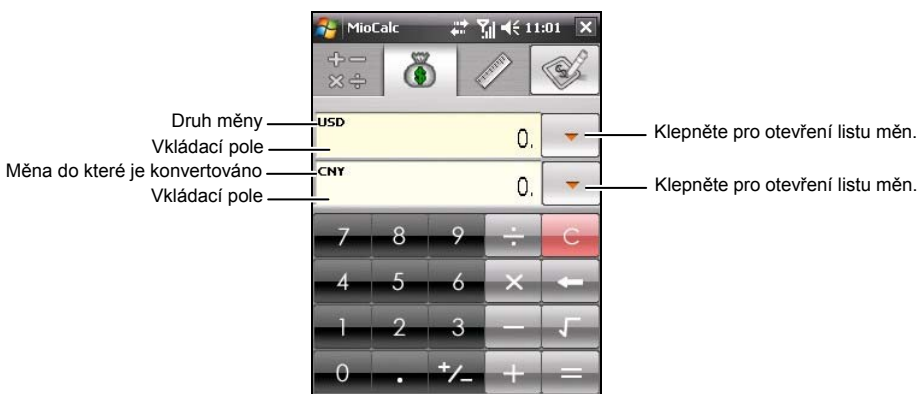 MioCalc 11:01
Druh měny
USD
0.
Klepněte pro otevření listu měn.
Vkládací pole
Měna do které je konvertováno
CNY
0.
Klepněte pro otevření listu měn.
Vkládací pole
7 8 9 ÷ C
4 5 6 × ←
1 2 3 − √
0 . +/− + =